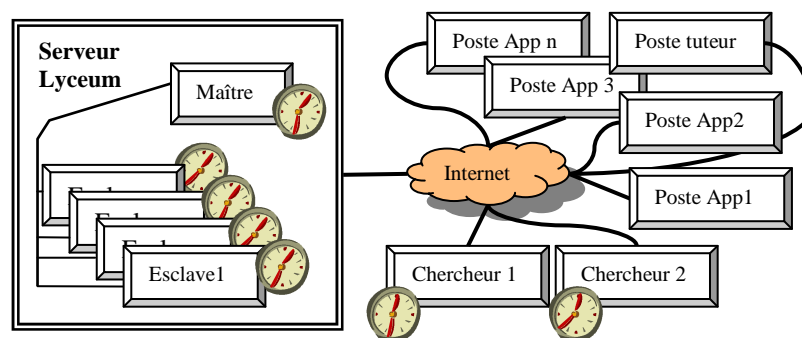 Serveur
Lyceum
Maître
Esclave1
Poste App n
Poste tuteur
Poste App 3
Poste App2
Internet
Poste App1
Chercheur 1
Chercheur 2